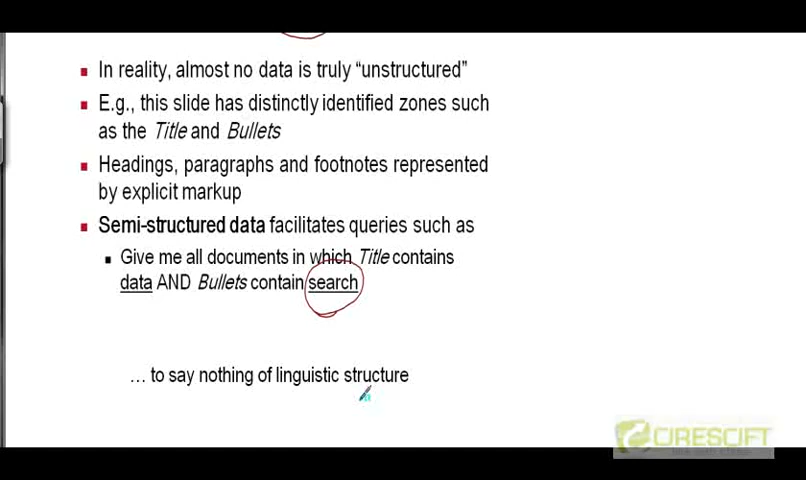 In reality, almost no data is truly “unstructured”
E.g., this slide has distinctly identified zones such
as the Title and Bullets
Headings, paragraphs and footnotes represented
by explicit markup
Semi-structured data facilitates queries such as
Give me all documents in which Title contains
data AND Bullets contain search
… to say nothing of linguistic structure